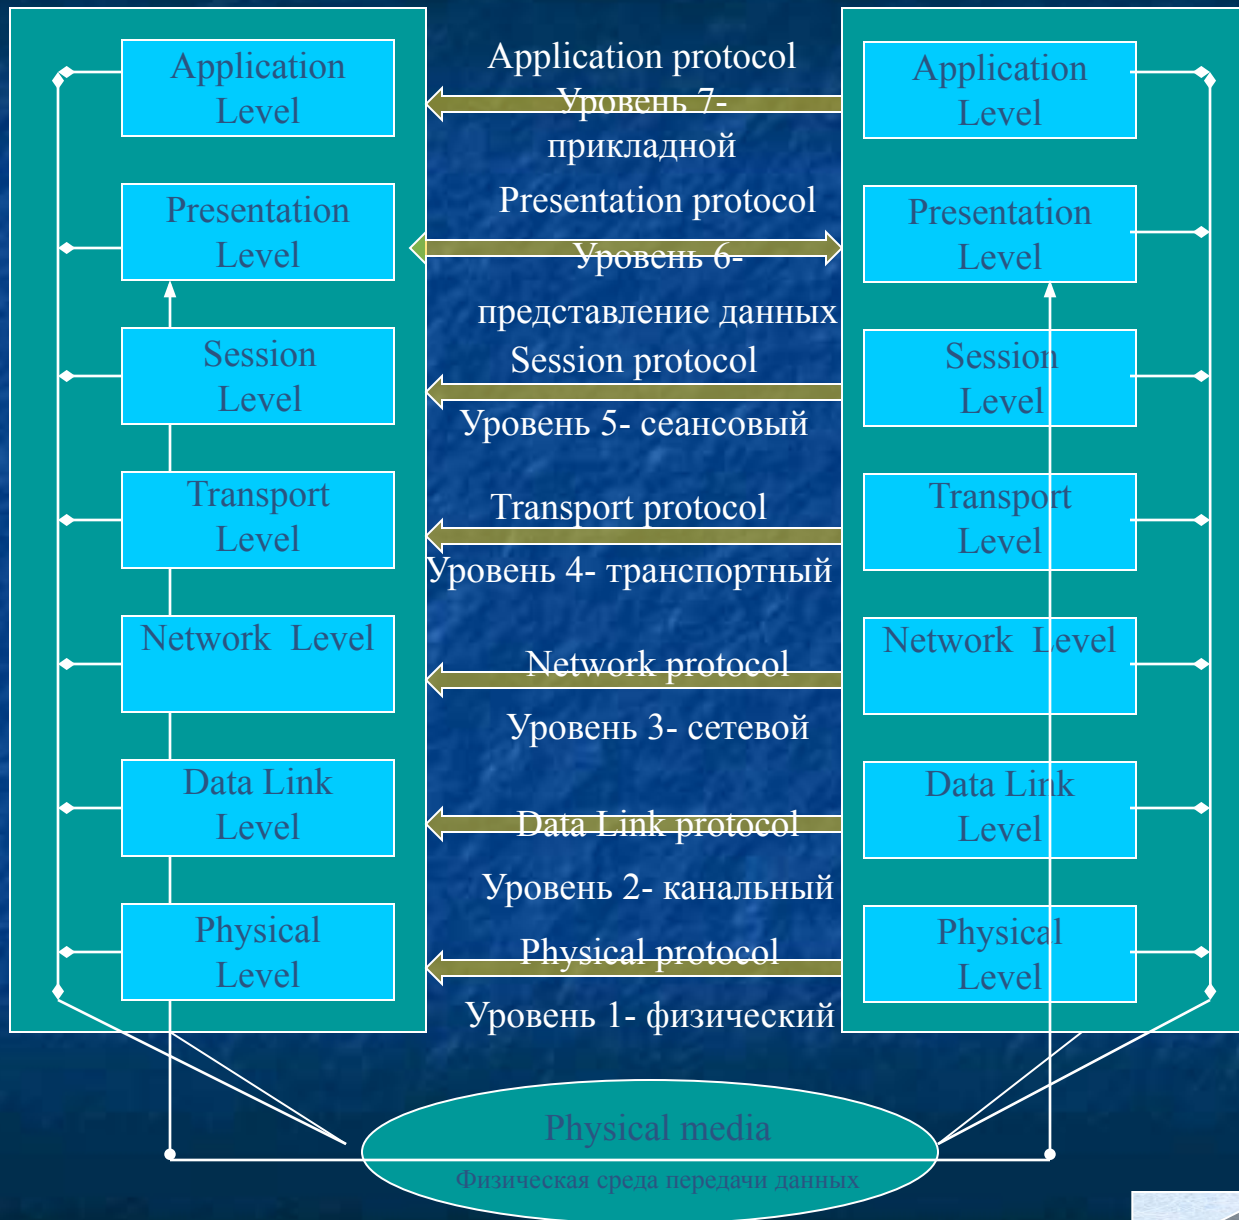 Application
Level
Presentation
Level
Session
Level
Transport
Level
Network Level
Data Link
Level
Physical
Level
Application protocol
Уровень 7-
прикладной
Presentation protocol
Уровень 6-
представление данных
Session protocol
Уровень 5- сеансовый
Transport protocol
Уровень 4- транспортный
Network protocol
Уровень 3- сетевой
Data Link protocol
Уровень 2- канальный
Physical protocol
Уровень 1- физический
Application
Level
Presentation
Level
Session
Level
Transport
Level
Network Level
Data Link
Level
Physical
Level
Physical media
Физическая среда передачи данных